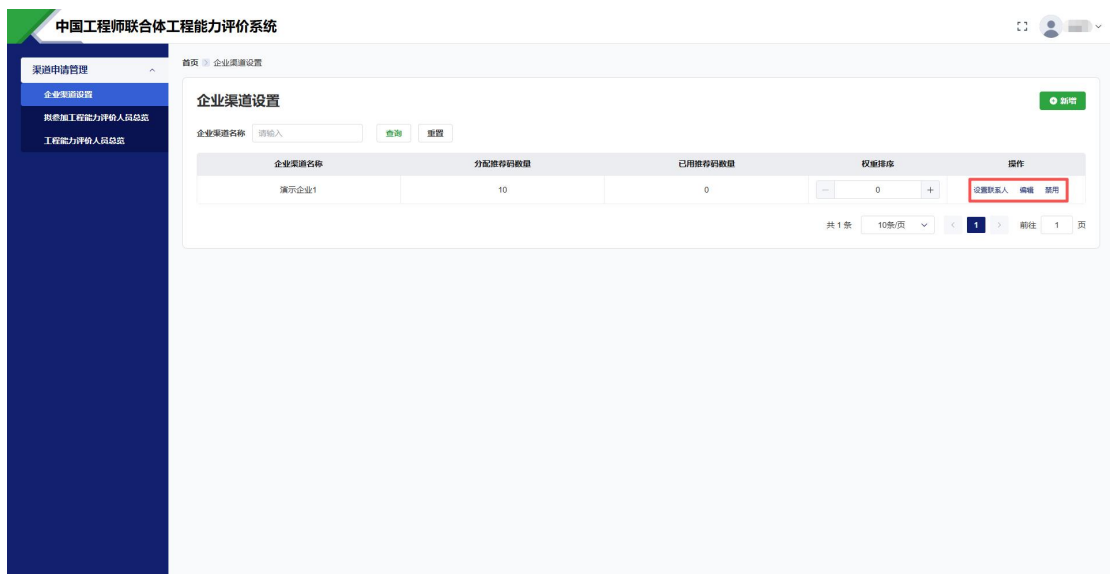 中国工程师联合体工程能力评价系统
渠道申请管理
企业渠道设置
拟参加工程能力评价人员总览
工程能力评价人员总览
首页 企业渠道设置
企业渠道设置
新增
企业渠道名称 请输入 查询 重置
企业渠道名称 分配推荐码数量 已用推荐码数量 权重排序 操作
演示企业1 10 0 − 0 + 设置联系人 编辑 禁用
共 1 条 10条/页 < 1 > 前往 1 页